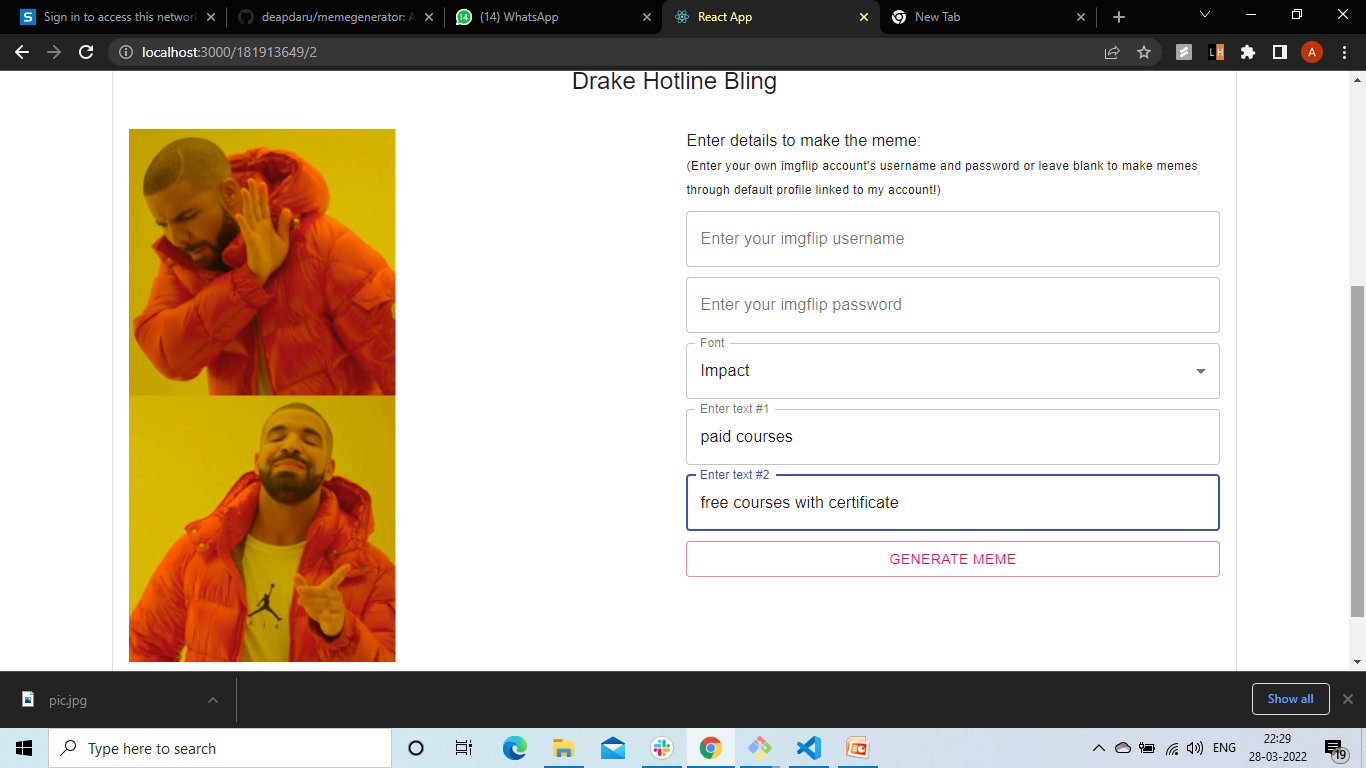 Sign in to access this network
deapdaru/memegenerator: A
(14) WhatsApp
React App
New Tab
localhost:3000/181913649/2
A
Drake Hotline Bling
Enter details to make the meme:
(Enter your own imgflip account's username and password or leave blank to make memes
through default profile linked to my account!)
Enter your imgflip username
Enter your imgflip password
Font
Impact
Enter text #1
paid courses
Enter text #2
free courses with certificate
GENERATE MEME
pic.jpg
Show all
Type here to search
ENG
22:29
28-03-2022
19